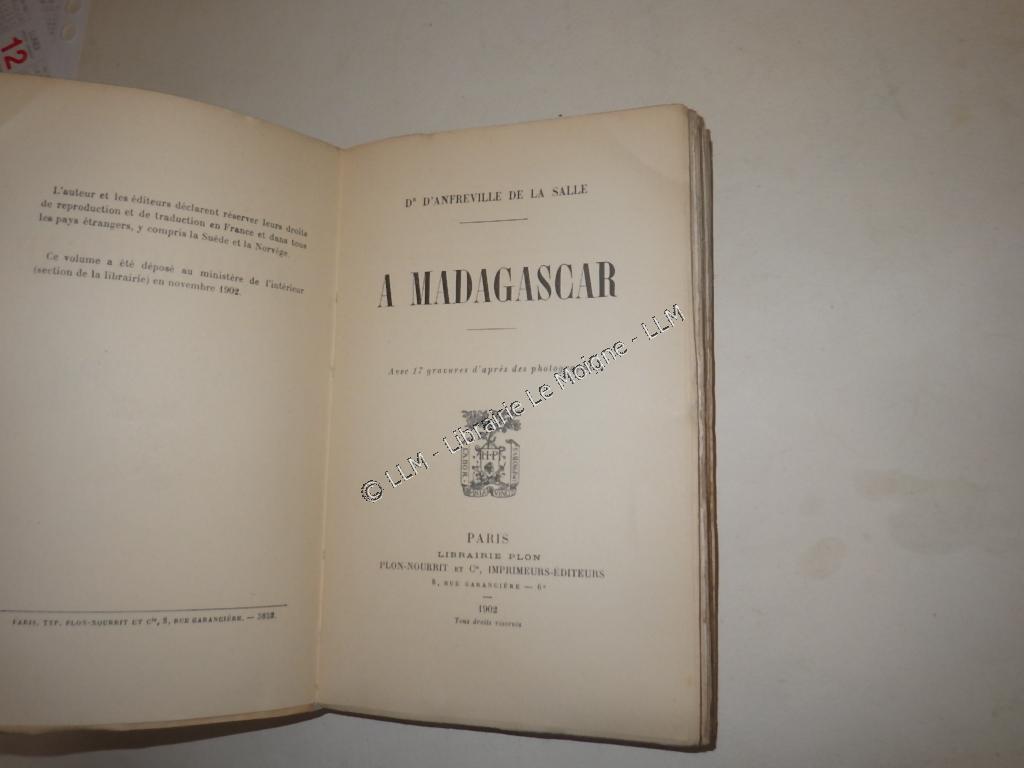 12
L'auteur et les éditeurs déclarent réserver leurs droits
de reproduction et de traduction en France et dans tous
les pays étrangers, y compris la Suède et la Norvège.
Ce volume a été déposé au ministère de l'intérieur
(section de la librairie) en novembre 1902.
PARIS. TYP. PLON-NOURRIT ET Cie, 8, RUE GARANCIÈRE. —
Dr D'ANFREVILLE DE LA SALLE
A MADAGASCAR
Avec 17 gravures d'après des
© LLM - Librairie Le Moigne - LLM
LABOR
H·P
PARIS
LIBRAIRIE PLON
PLON-NOURRIT ET Cie, IMPRIMEURS-ÉDITEURS
8, RUE GARANCIÈRE — 6e
1902
Tous droits réservés